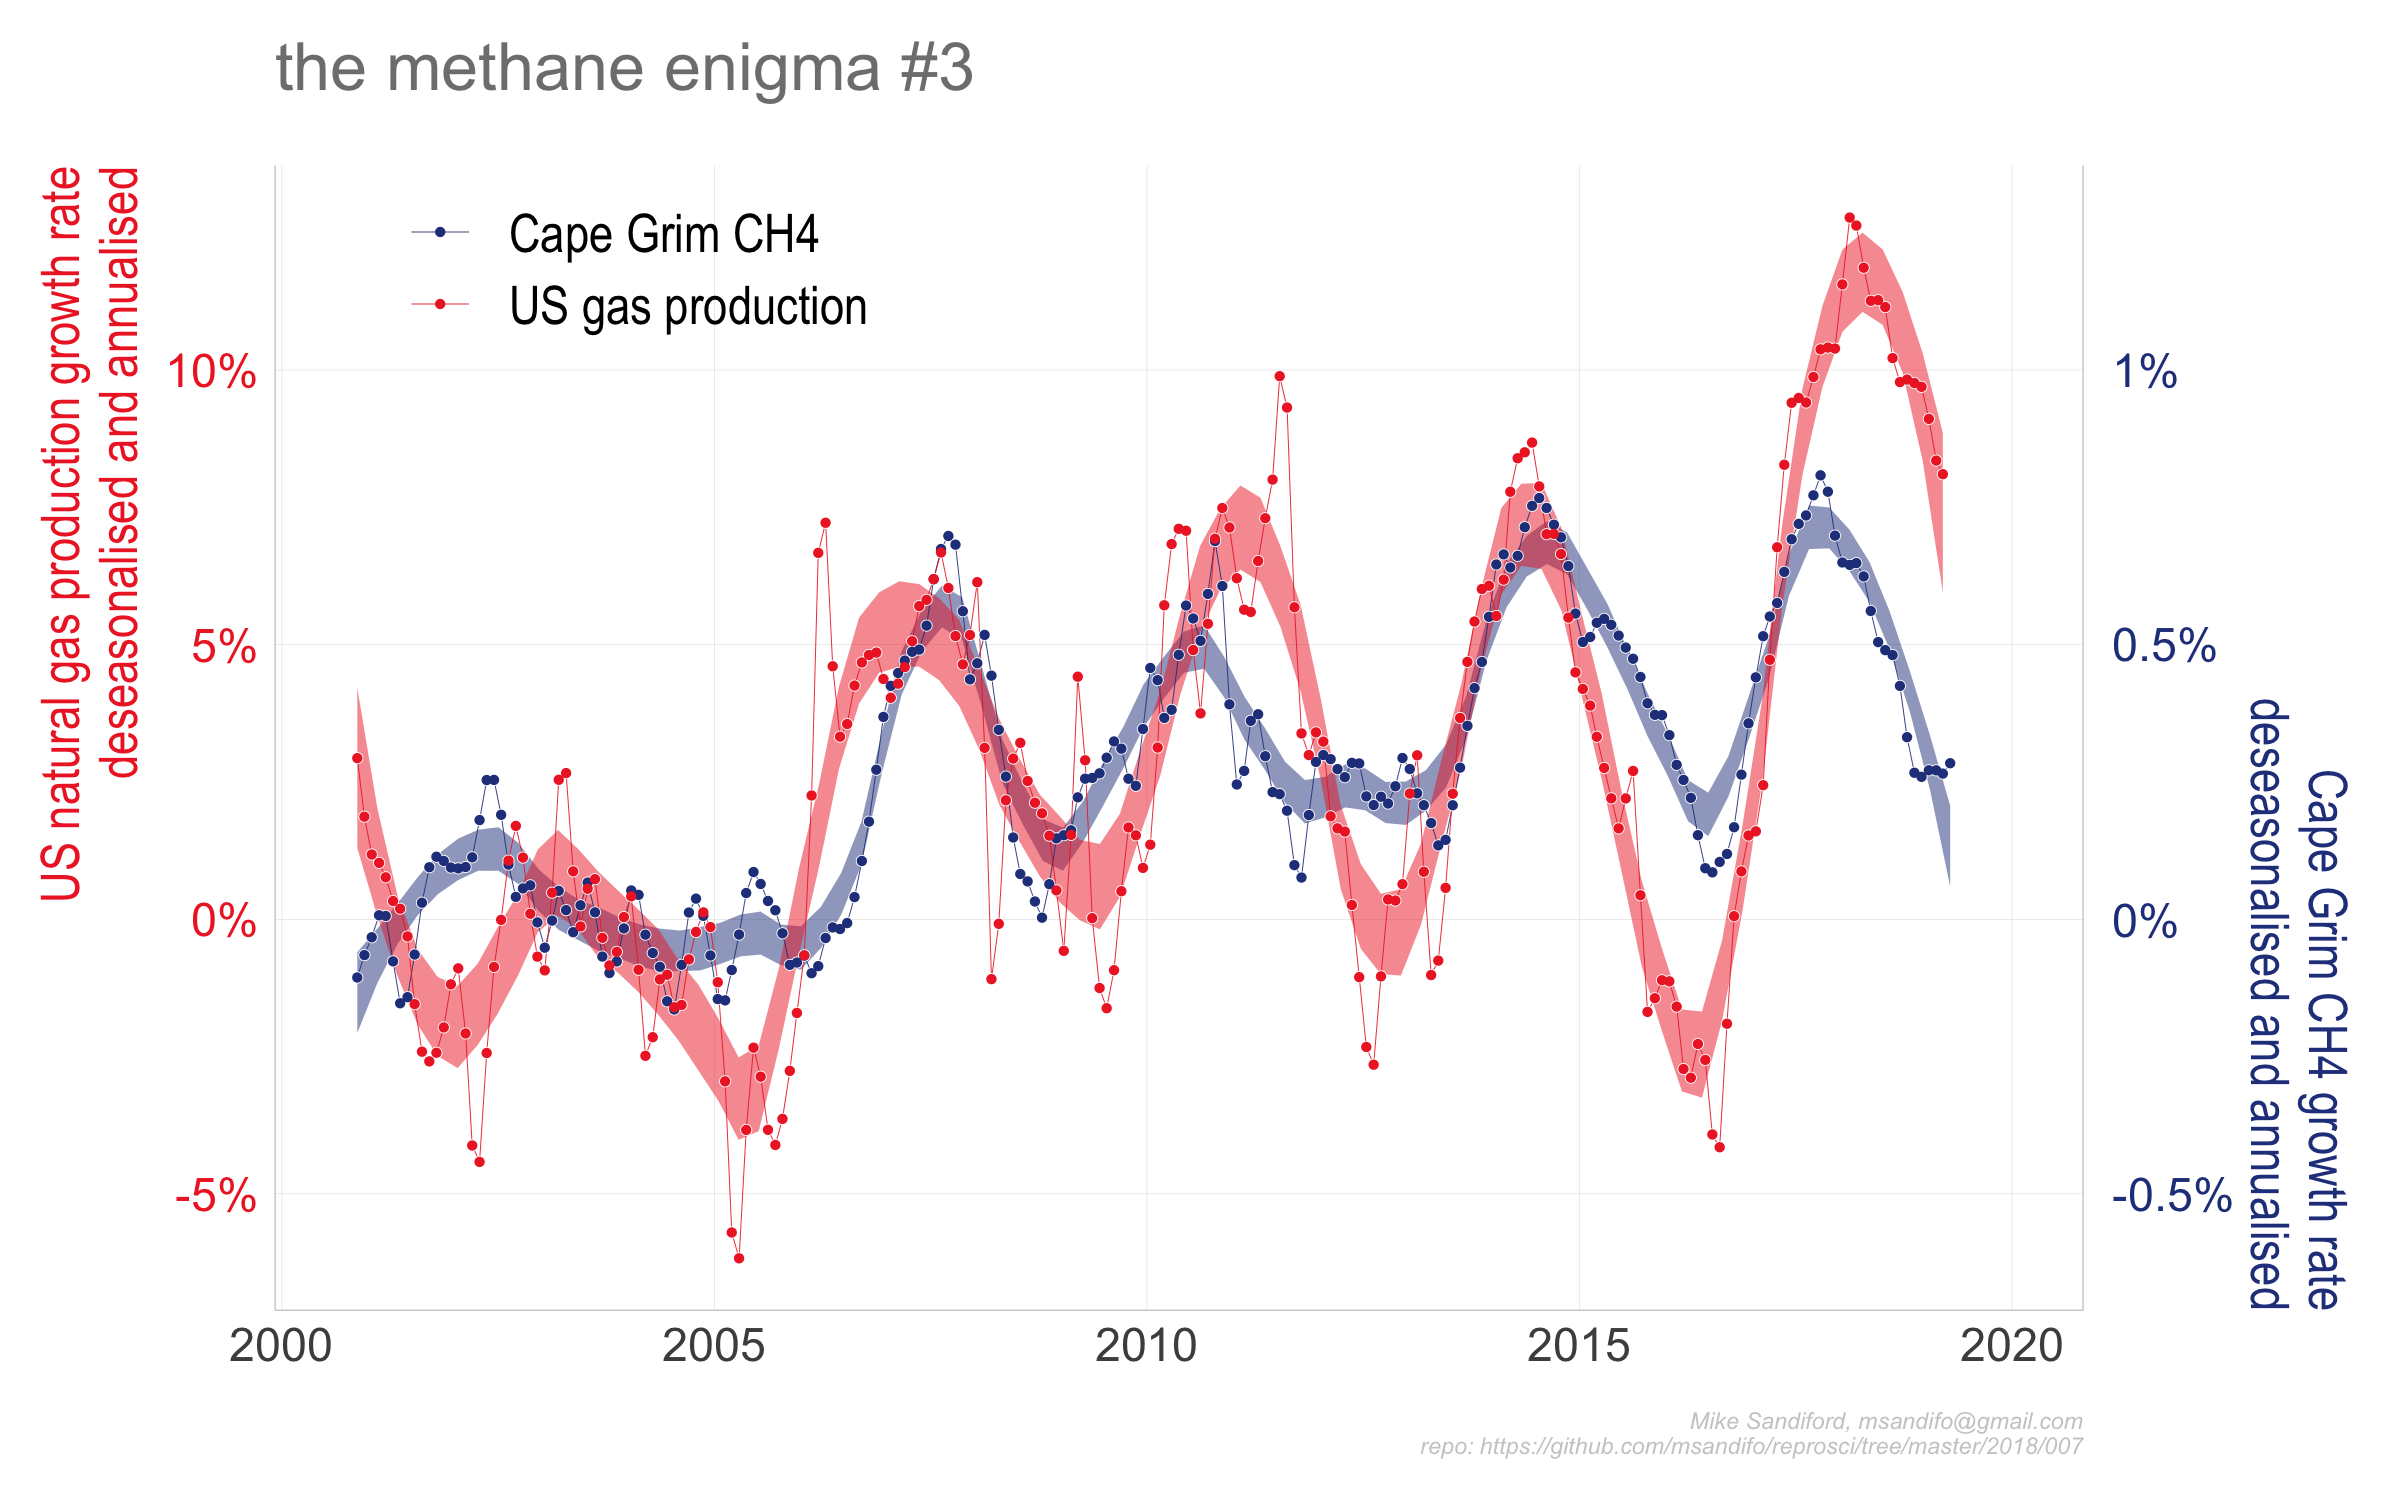 the methane enigma #3
US natural gas production growth rate
deseasonalised and annualised
Cape Grim CH4
US gas production
10%
5%
0%
-5%
1%
0.5%
0%
-0.5%
Cape Grim CH4 growth rate
deseasonalised and annualised
2000
2005
2010
2015
2020
Mike Sandiford, msandifo@gmail.com
repo: https://github.com/msandifo/reprosci/tree/master/2018/007